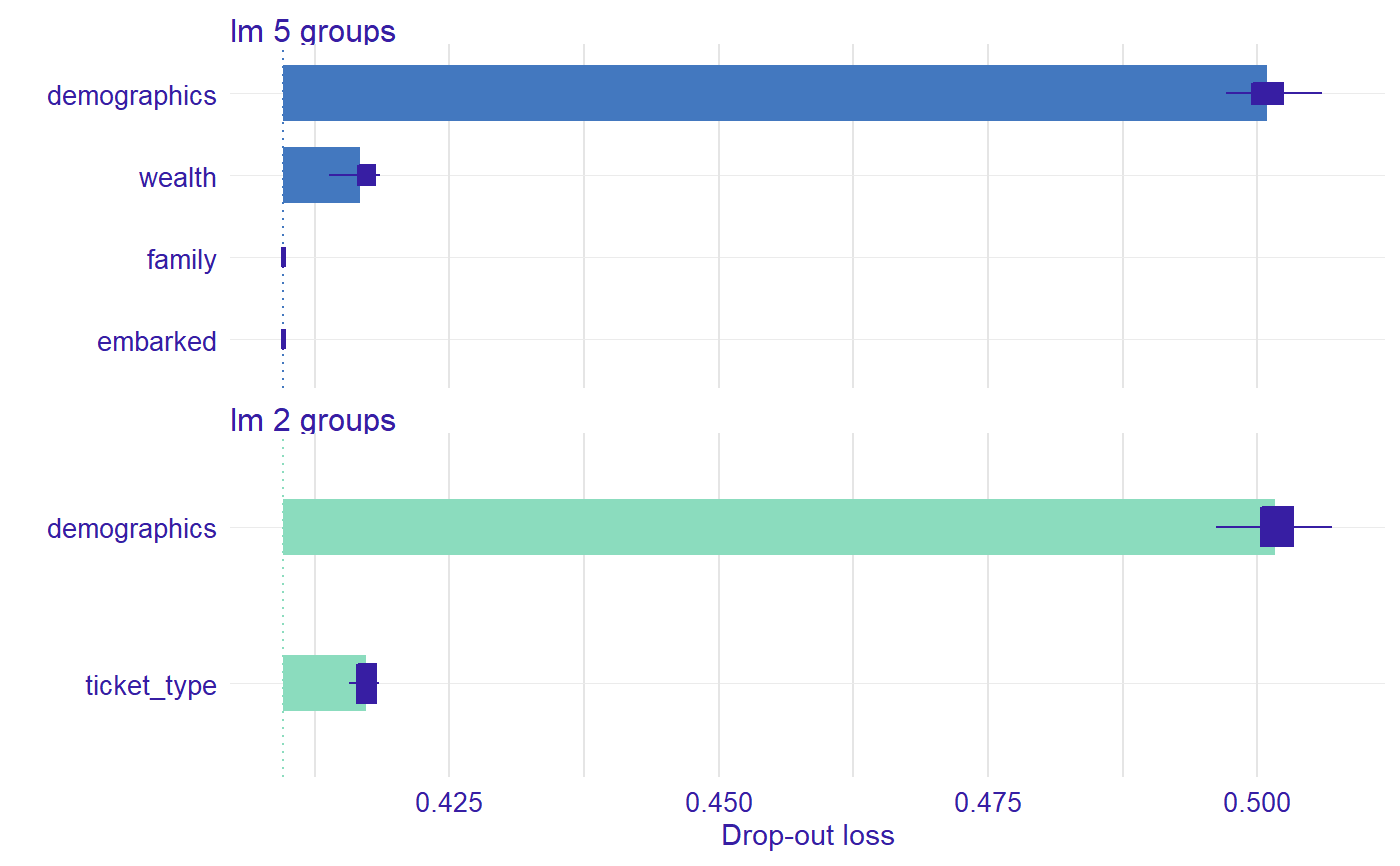 lm 5 groups
demographics
wealth
family
embarked
lm 2 groups
demographics
ticket_type
0.425 0.450 0.475 0.500
Drop-out loss